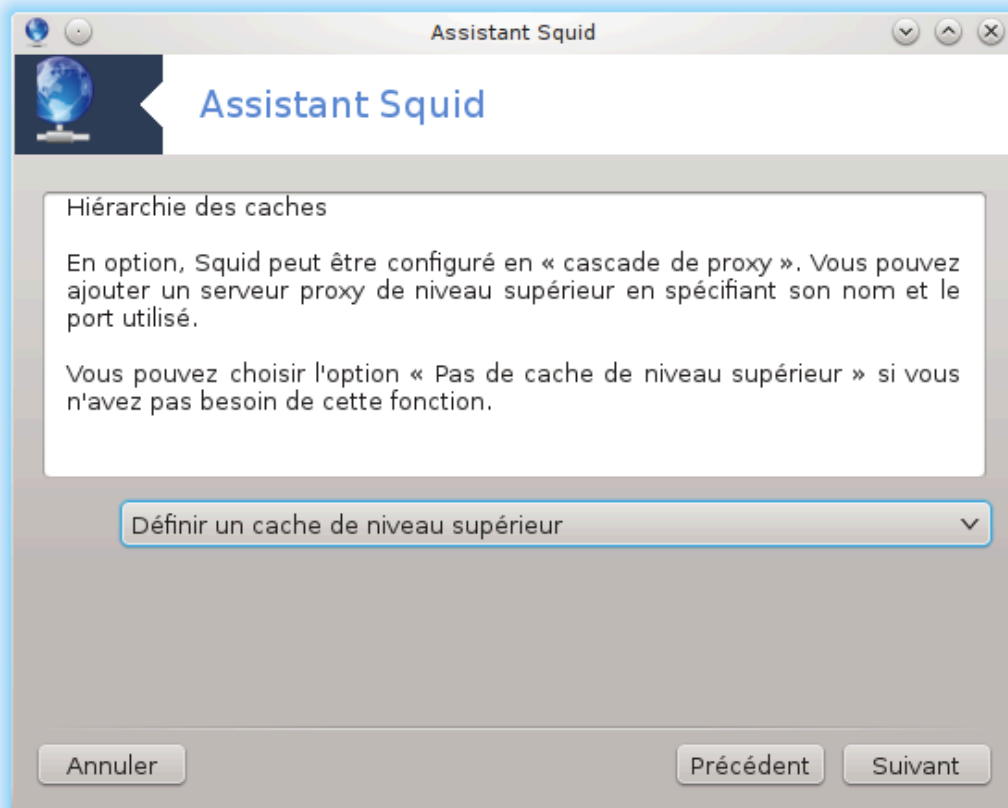 Assistant Squid
Assistant Squid
Hiérarchie des caches
En option, Squid peut être configuré en « cascade de proxy ». Vous pouvez
ajouter un serveur proxy de niveau supérieur en spécifiant son nom et le
port utilisé.
Vous pouvez choisir l'option « Pas de cache de niveau supérieur » si vous
n'avez pas besoin de cette fonction.
Définir un cache de niveau supérieur
Annuler
Précédent
Suivant